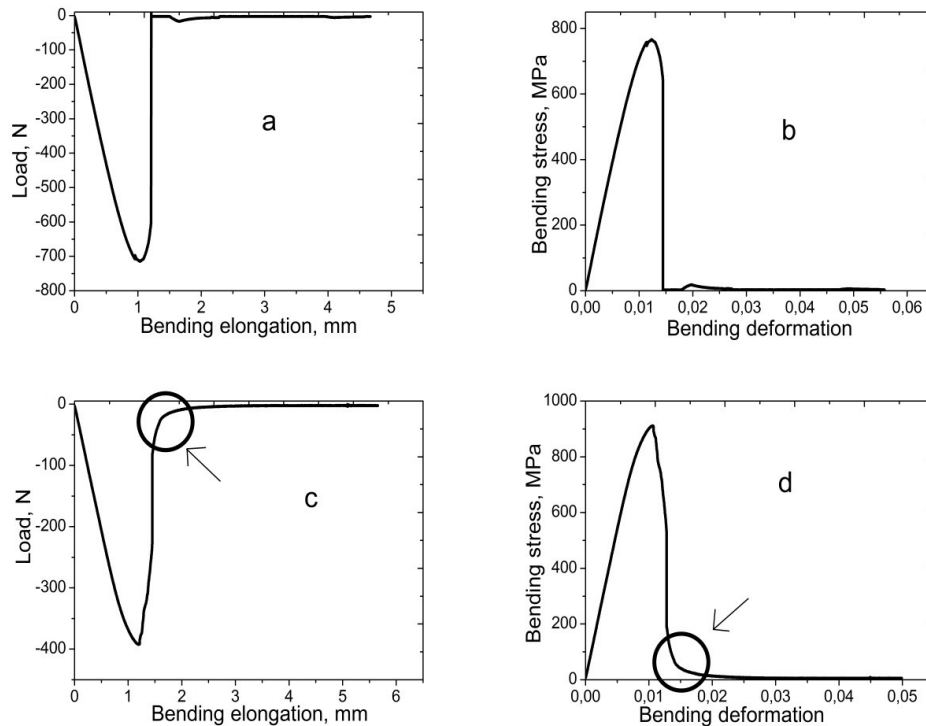 0
-100
-200
-300
-400
-500
-600
-700
-800
Load, N
a
0 1 2 3 4 5
Bending elongation, mm
800
600
400
200
0
Bending stress, MPa
b
0,00 0,01 0,02 0,03 0,04 0,05 0,06
Bending deformation
0
-100
-200
-300
-400
Load, N
c
0 1 2 3 4 5 6
Bending elongation, mm
1000
800
600
400
200
0
Bending stress, MPa
d
0,00 0,01 0,02 0,03 0,04 0,05
Bending deformation